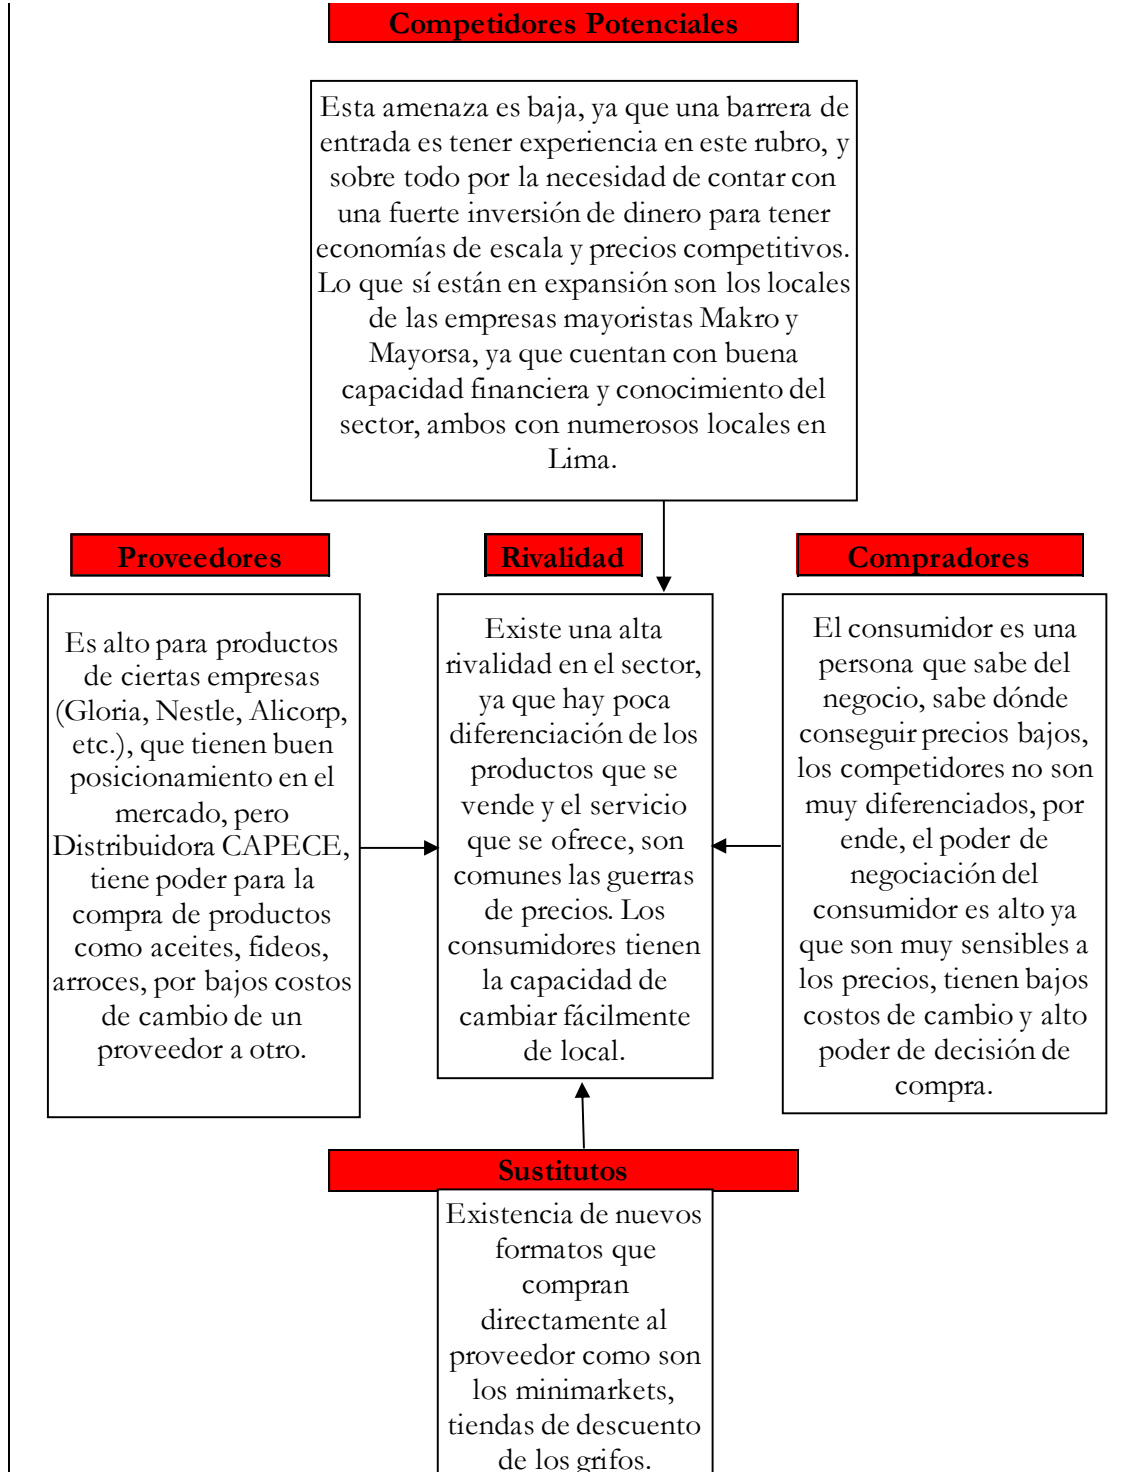 Competidores Potenciales
Esta amenaza es baja, ya que una barrera de
entrada es tener experiencia en este rubro, y
sobre todo por la necesidad de contar con
una fuerte inversión de dinero para tener
economías de escala y precios competitivos.
Lo que sí están en expansión son los locales
de las empresas mayoristas Makro y
Mayorsa, ya que cuentan con buena
capacidad financiera y conocimiento del
sector, ambos con numerosos locales en
Lima.
Proveedores
Es alto para productos
de ciertas empresas
(Gloria, Nestle, Alicorp,
etc.), que tienen buen
posicionamiento en el
mercado, pero
Distribuidora CAPECE,
tiene poder para la
compra de productos
como aceites, fideos,
arroces, por bajos costos
de cambio de un
proveedor a otro.
Rivalidad
Existe una alta
rivalidad en el sector,
ya que hay poca
diferenciación de los
productos que se
vende y el servicio
que se ofrece, son
comunes las guerras
de precios. Los
consumidores tienen
la capacidad de
cambiar fácilmente
de local.
Compradores
El consumidor es una
persona que sabe del
negocio, sabe dónde
conseguir precios bajos,
los competidores no son
muy diferenciados, por
ende, el poder de
negociación del
consumidor es alto ya
que son muy sensibles a
los precios, tienen bajos
costos de cambio y alto
poder de decisión de
compra.
Sustitutos
Existencia de nuevos
formatos que
compran
directamente al
proveedor como son
los minimarkets,
tiendas de descuento
de los grifos.